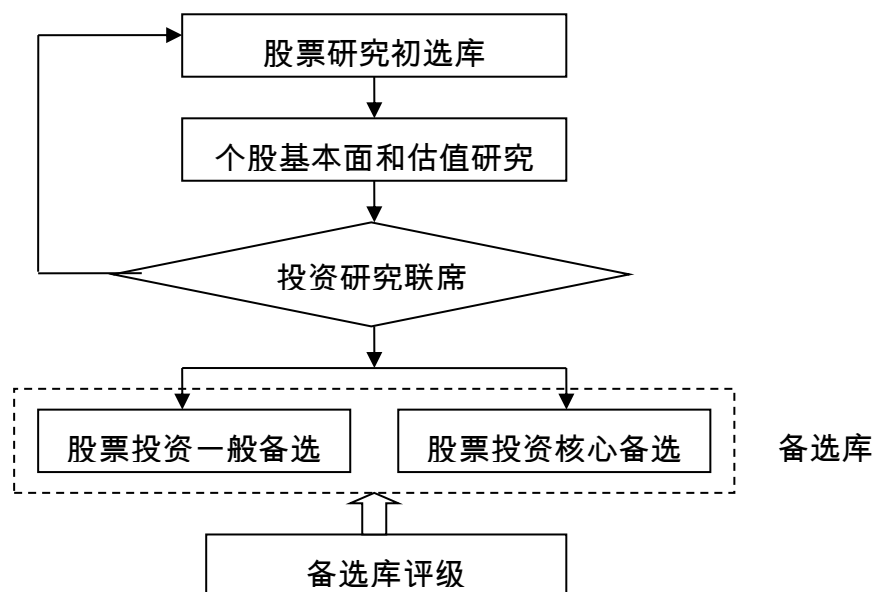 股票研究初选库
个股基本面和估值研究
投资研究联席
股票投资一般备选
股票投资核心备选
备选库
备选库评级